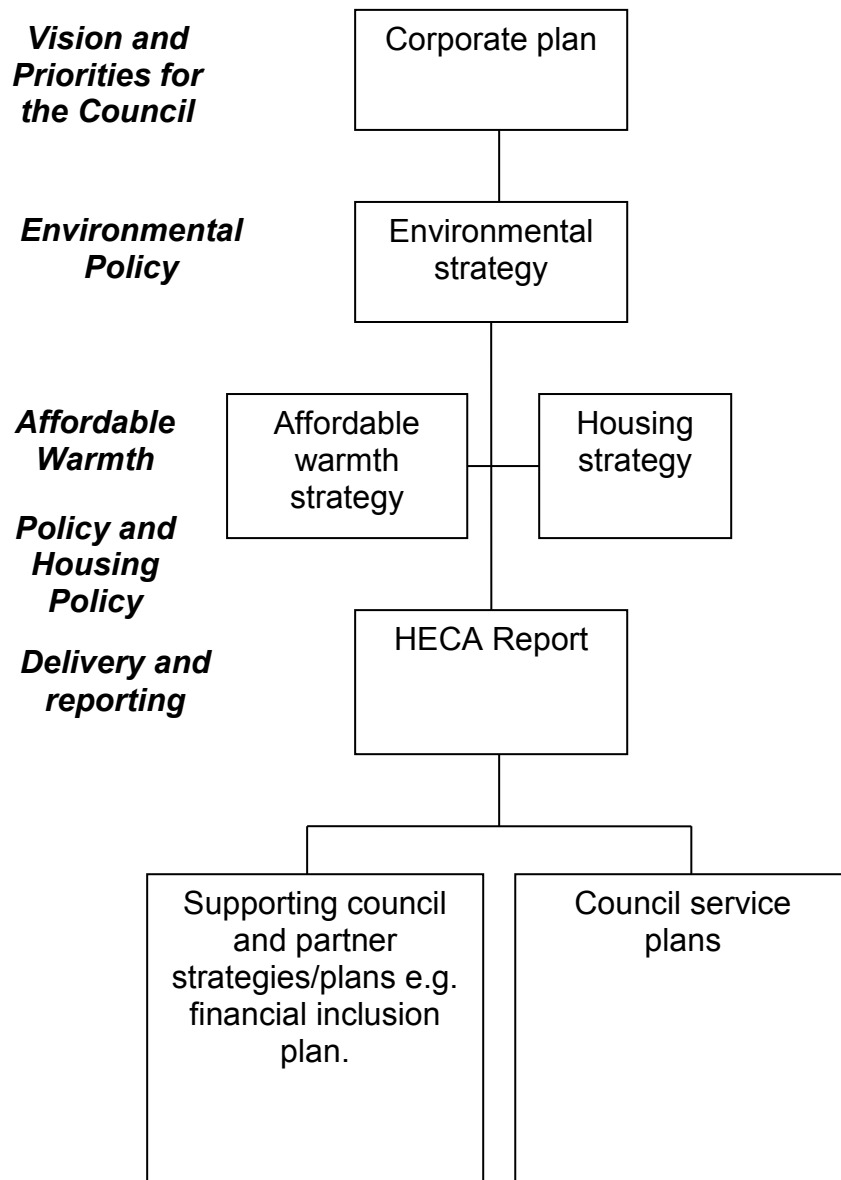 Vision and
Priorities for
the Council
Corporate plan
Environmental
Policy
Environmental
strategy
Affordable
Warmth
Affordable
warmth
strategy
Housing
strategy
Policy and
Housing
Policy
Delivery and
reporting
HECA Report
Supporting council
and partner
strategies/plans e.g.
financial inclusion
plan.
Council service
plans